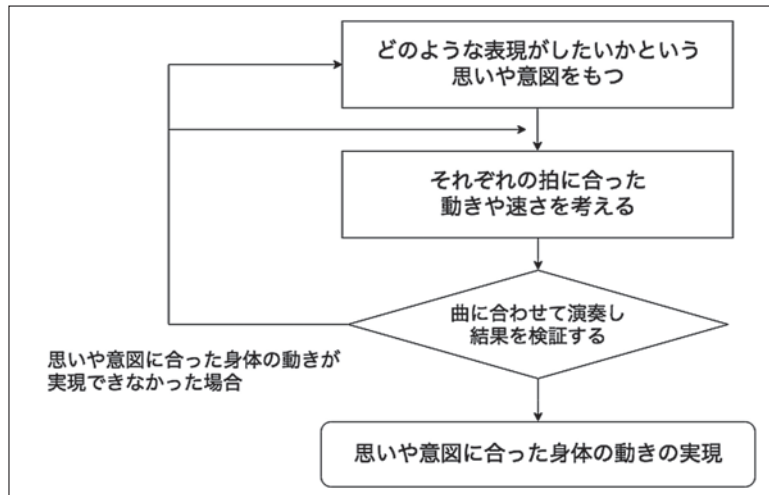 どのような表現がしたいかという
思いや意図をもつ
それぞれの拍に合った
動きや速さを考える
曲に合わせて演奏し
結果を検証する
思いや意図に合った身体の動きが
実現できなかった場合
思いや意図に合った身体の動きの実現